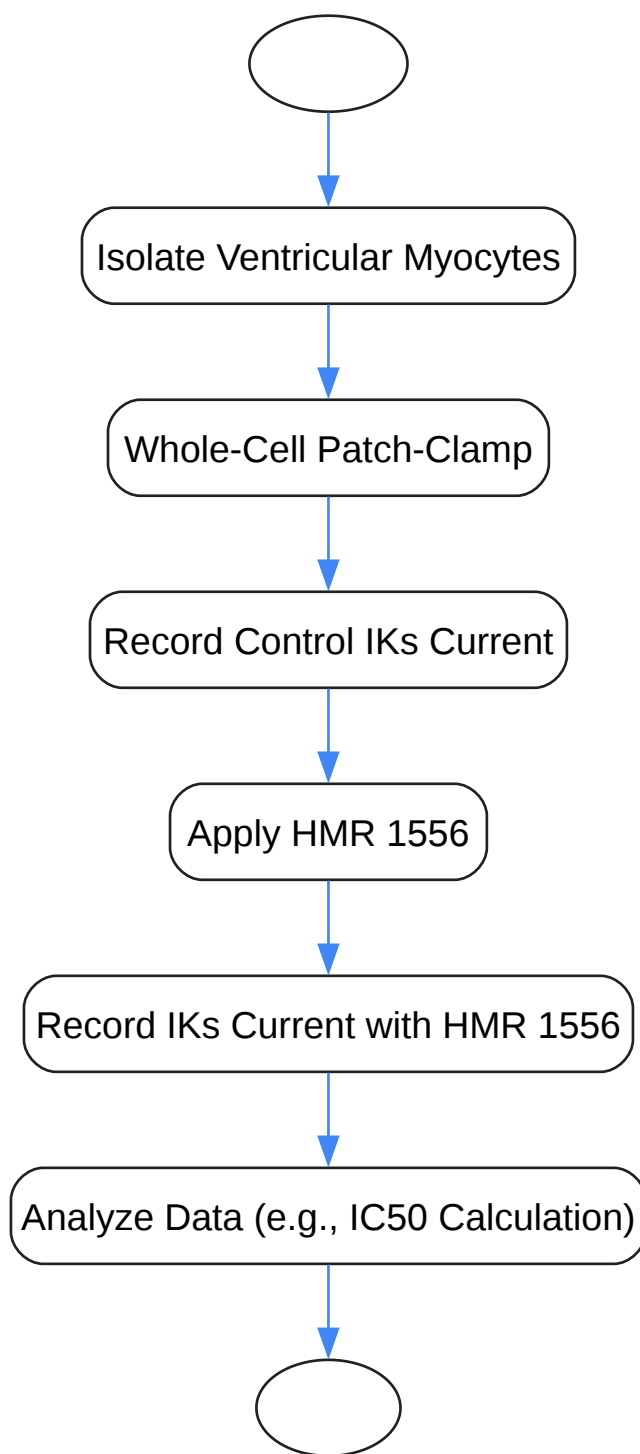 Isolate Ventricular Myocytes
Whole-Cell Patch-Clamp
Record Control IKs Current
Apply HMR 1556
Record IKs Current with HMR 1556
Analyze Data (e.g., IC50 Calculation)